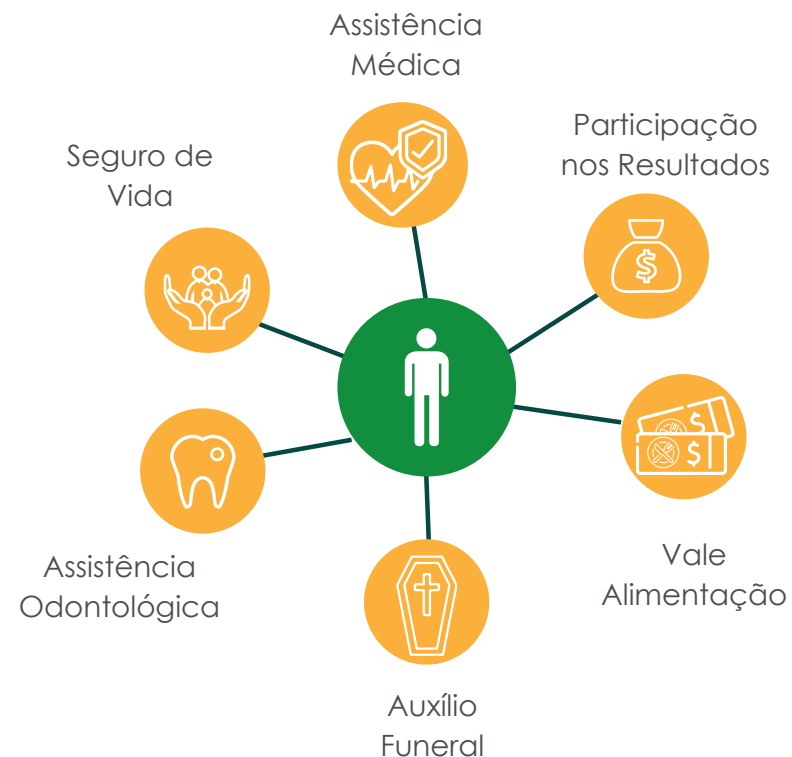 Assistência
Médica
Participação
nos Resultados
Seguro de
Vida
$
$
$
Assistência
Odontológica
Vale
Alimentação
Auxílio
Funeral